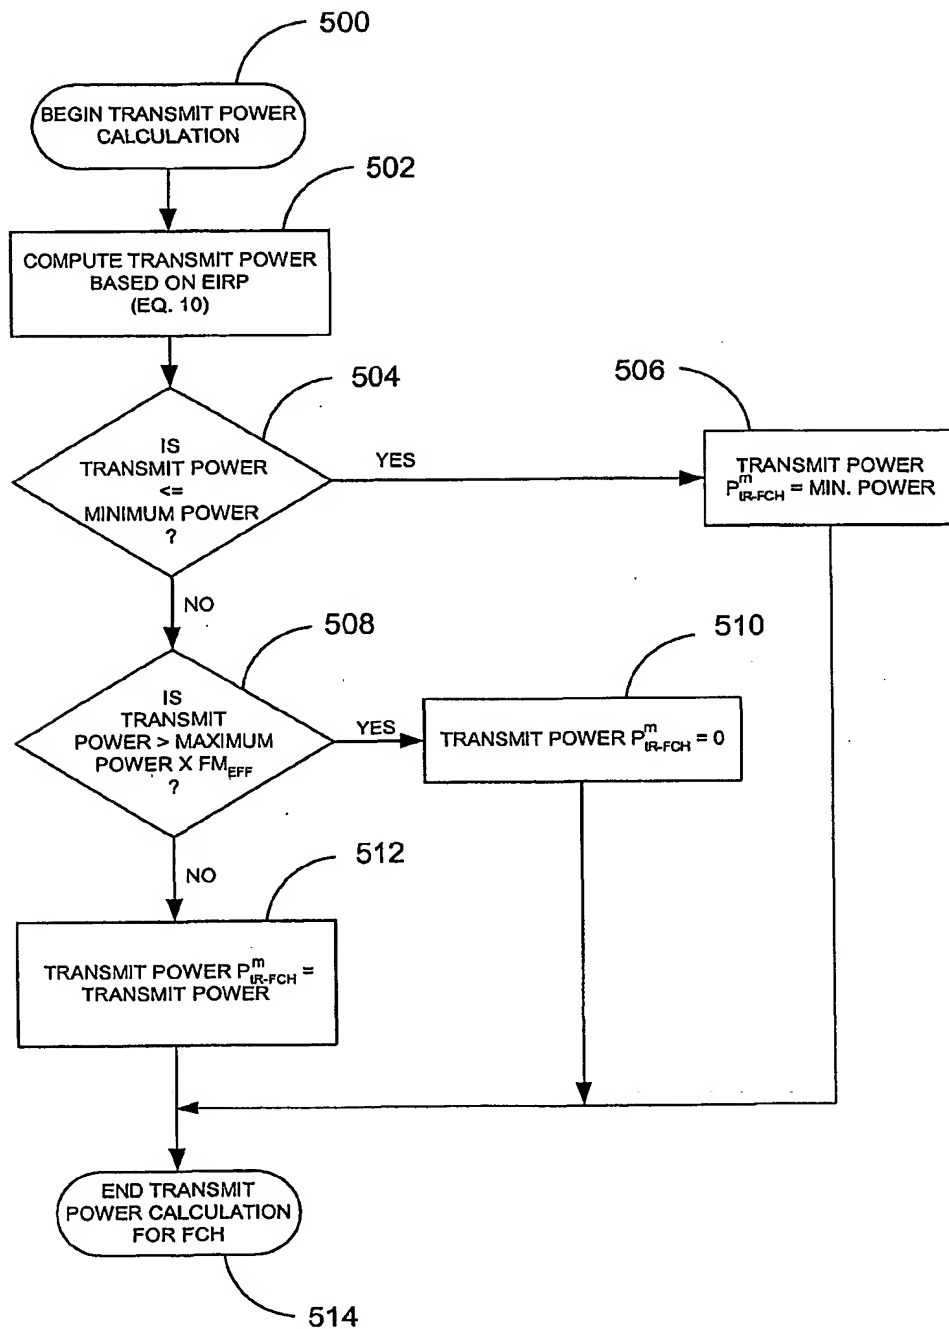 500
BEGIN TRANSMIT POWER
CALCULATION
502
COMPUTE TRANSMIT POWER
BASED ON EIRP
(EQ. 10)
504
IS
TRANSMIT POWER
<=
MINIMUM POWER
?
YES
506
TRANSMIT POWER
P^m_tR-FCH = MIN. POWER
NO
508
IS
TRANSMIT
POWER > MAXIMUM
POWER X FM_EFF
?
YES
510
TRANSMIT POWER P^m_tR-FCH = 0
NO
512
TRANSMIT POWER P^m_tR-FCH =
TRANSMIT POWER
END TRANSMIT
POWER CALCULATION
FOR FCH
514